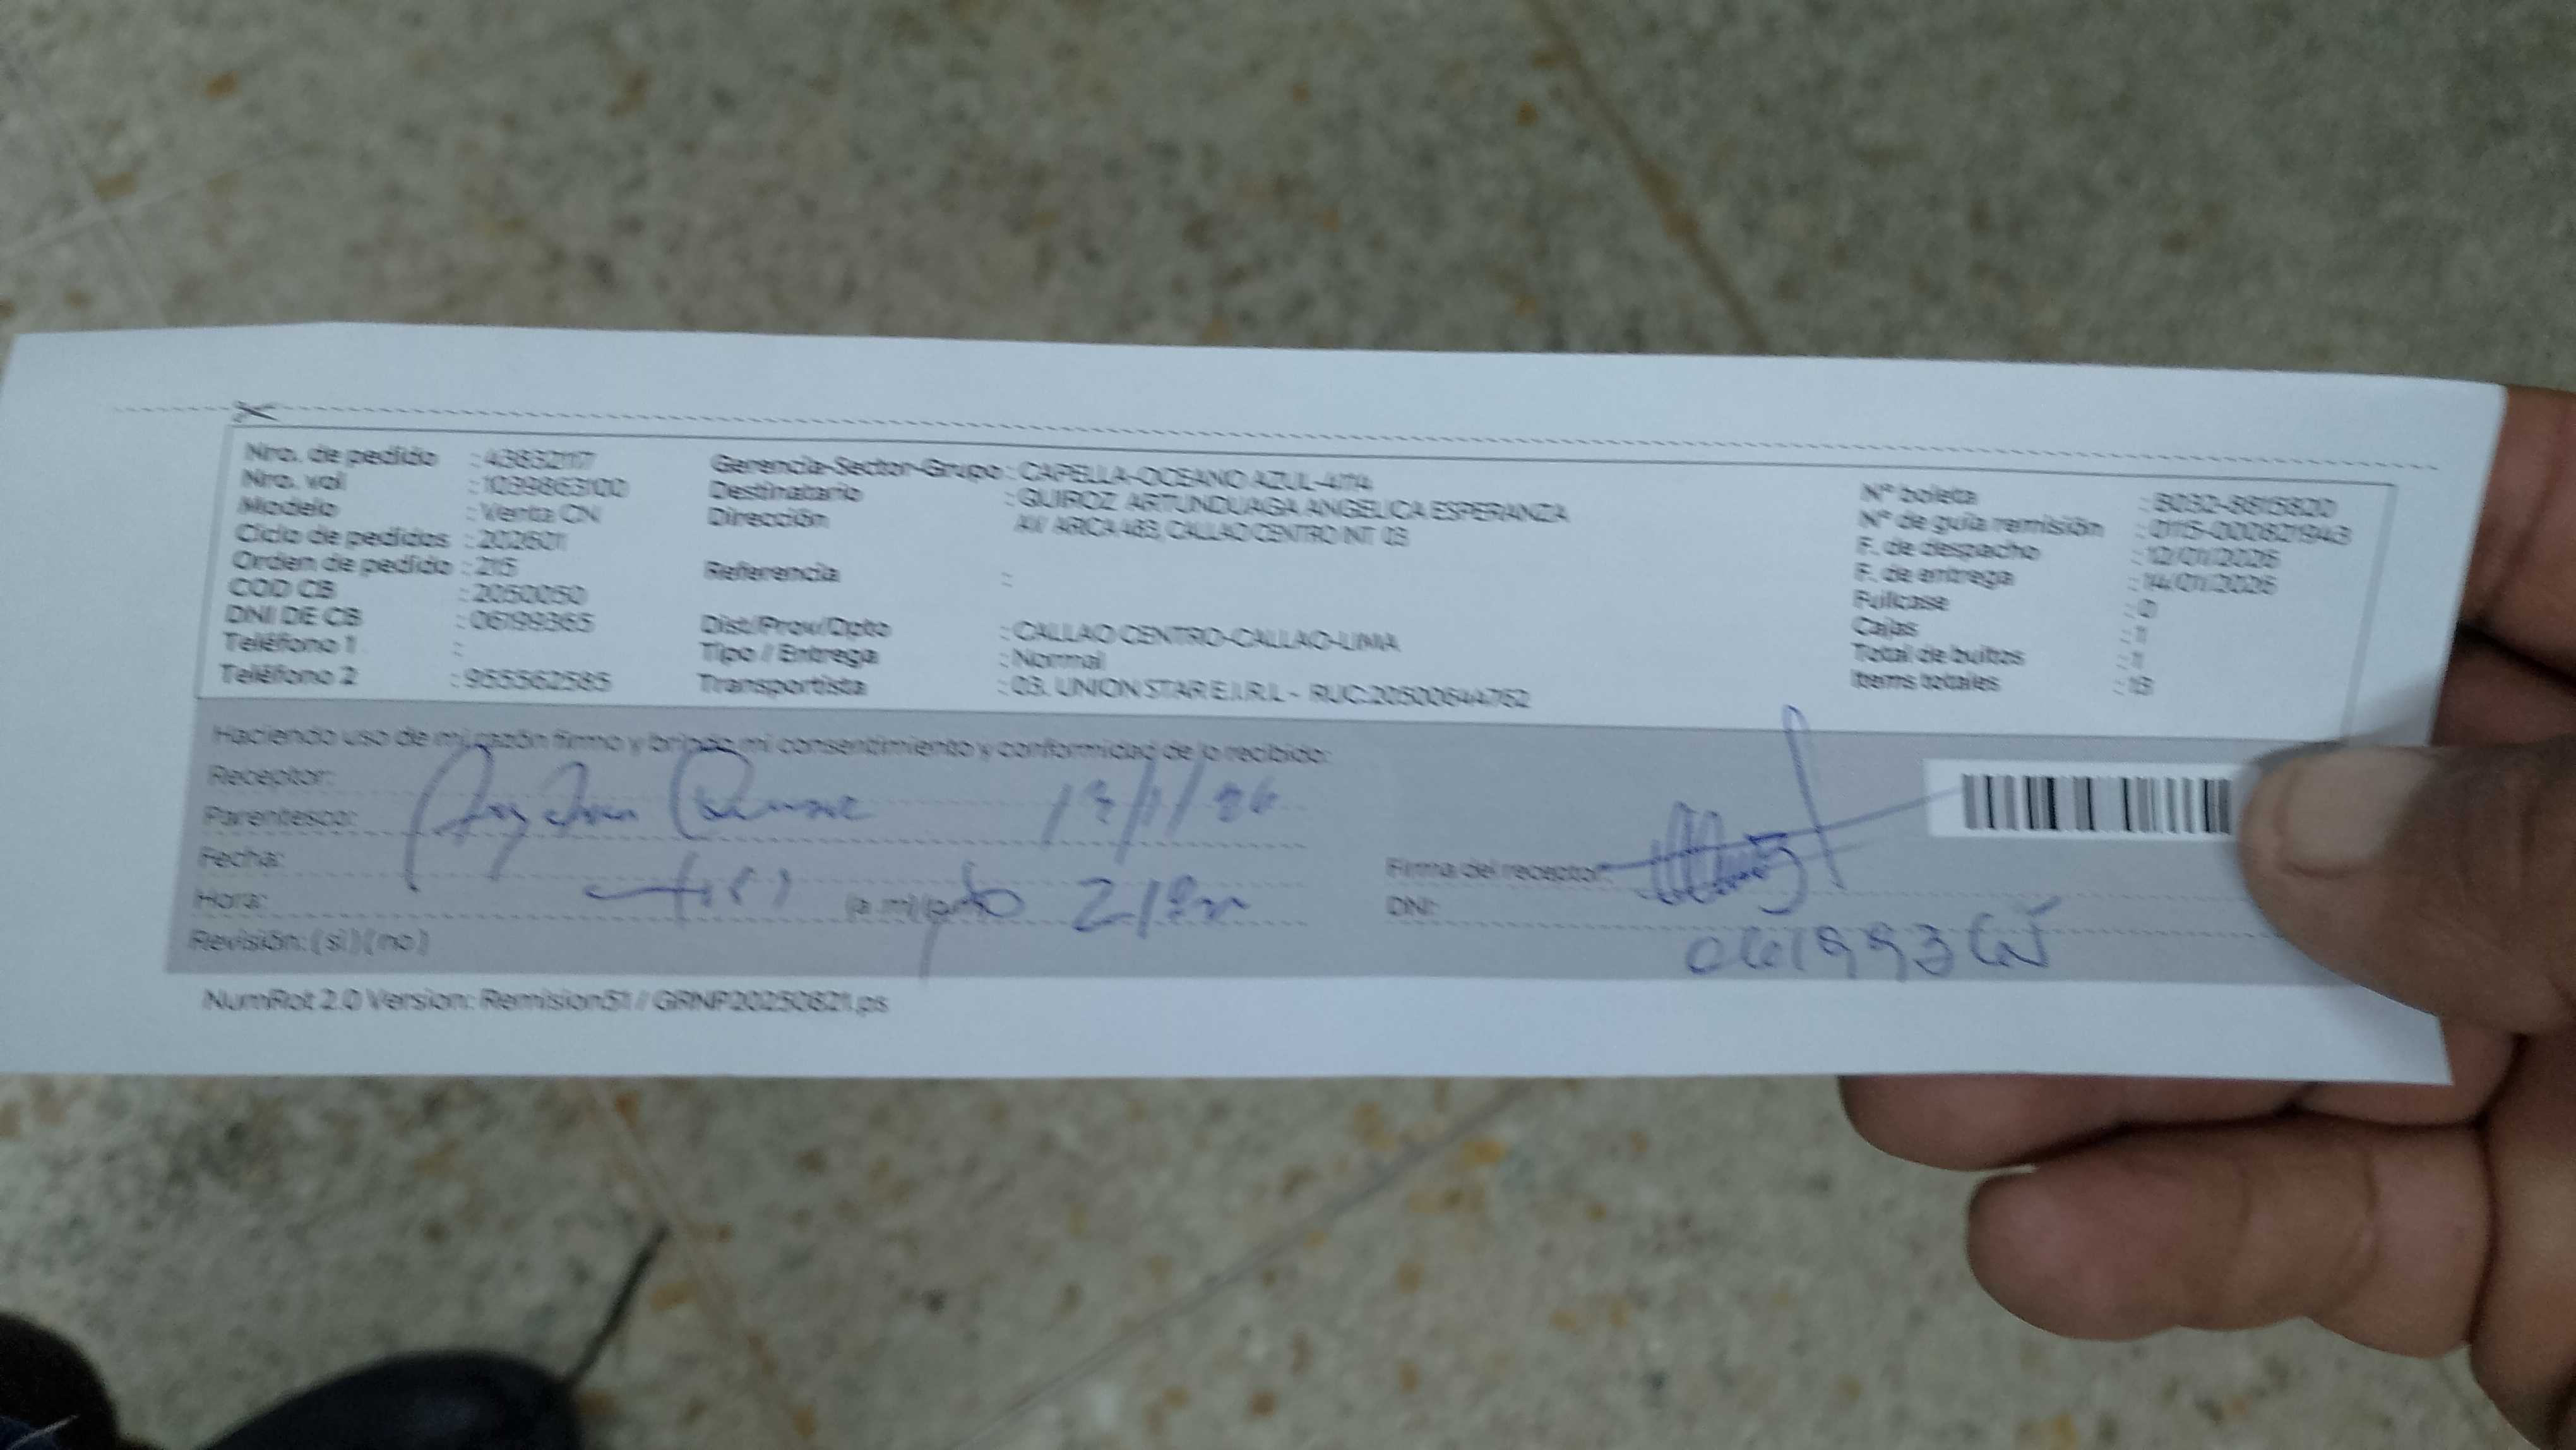 Nro. de pedido : 43832117
Nro. vol : 1039863100
Modelo : Venta CN
Ciclo de pedidos : 202601
Orden de pedido : 215
COD CB : 2050050
DNI DE CB : 06199365
Teléfono 1 :
Teléfono 2 : 955562585
Gerencia-Sector-Grupo : CAPELLA-OCEANO AZUL-4174
Destinatario : QUIROZ ARTUNDUAGA ANGELICA ESPERANZA
Dirección AV ARICA 463, CALLAO CENTRO INT 03
Referencia :
Dist/Prov/Dpto : CALLAO CENTRO-CALLAO-LIMA
Tipo / Entrega : Normal
Transportista : 03. UNION STAR E.I.R.L - RUC:20500644762
N° boleta : B032-8815820
N° de guía remisión : 0115-000821943
F. de despacho : 12/01/2026
F. de entrega : 14/01/2026
Fullcase : 0
Cajas : 1
Total de bultos : 1
Items totales : 13
Haciendo uso de mi razón firmo y brindo mi consentimiento y conformidad de lo recibido:
Receptor:
Parentesco: 13/1/26
Fecha:
Hora: (a.m)
Revisión: ( si ) ( no )
Firma del receptor:
DNI:
NumRot 2.0 Version: Remision51 / GRNP20250821.ps